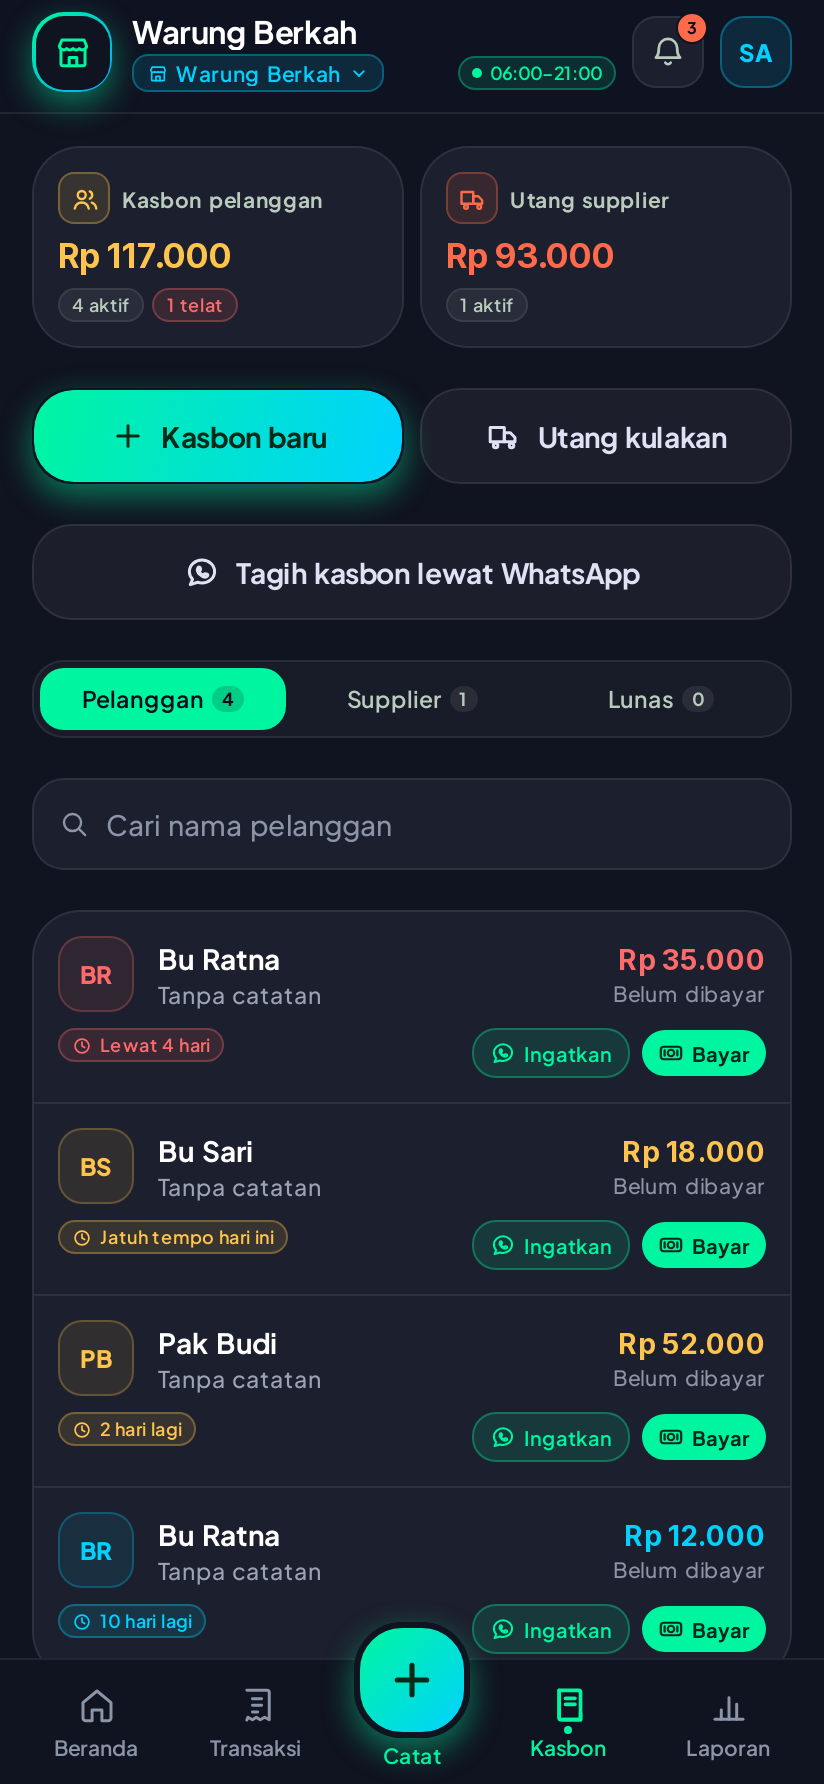 Warung Berkah
Warung Berkah
06:00–21:00
3
SA
Kasbon pelanggan
Rp 117.000
4 aktif
1 telat
Utang supplier
Rp 93.000
1 aktif
Kasbon baru
Utang kulakan
Tagih kasbon lewat WhatsApp
Pelanggan 4
Supplier 1
Lunas 0
Cari nama pelanggan
BR
Bu Ratna
Tanpa catatan
Rp 35.000
Belum dibayar
Lewat 4 hari
Ingatkan
Bayar
BS
Bu Sari
Tanpa catatan
Rp 18.000
Belum dibayar
Jatuh tempo hari ini
Ingatkan
Bayar
PB
Pak Budi
Tanpa catatan
Rp 52.000
Belum dibayar
2 hari lagi
Ingatkan
Bayar
BR
Bu Ratna
Tanpa catatan
Rp 12.000
Belum dibayar
10 hari lagi
Ingatkan
Bayar
Beranda
Transaksi
Catat
Kasbon
Laporan